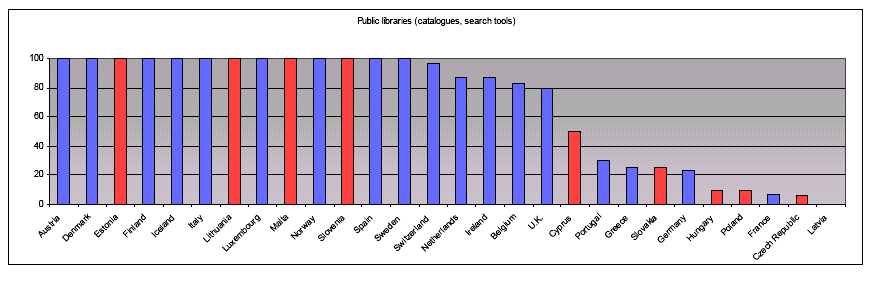 Public libraries (catalogues, search tools)
100
80
60
40
20
0
Austria
Denmark
Estonia
Finland
Iceland
Italy
Lithuania
Luxembourg
Malta
Norway
Slovenia
Spain
Sweden
Switzerland
Netherlands
Ireland
Belgium
U.K.
Cyprus
Portugal
Greece
Slovakia
Germany
Hungary
Poland
France
Czech Republic
Latvia